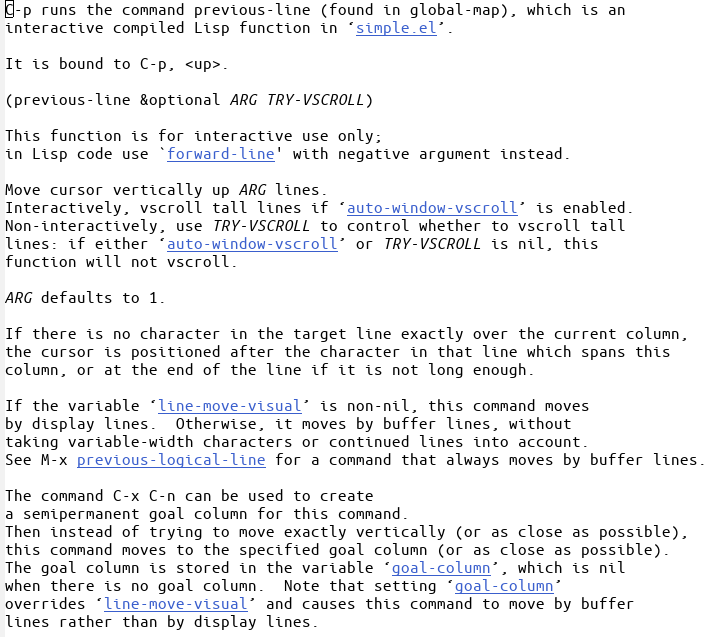 C-p runs the command previous-line (found in global-map), which is an
interactive compiled Lisp function in ‘simple.el’.

It is bound to C-p, <up>.

(previous-line &optional ARG TRY-VSCROLL)

This function is for interactive use only;
in Lisp code use `forward-line' with negative argument instead.

Move cursor vertically up ARG lines.
Interactively, vscroll tall lines if ‘auto-window-vscroll’ is enabled.
Non-interactively, use TRY-VSCROLL to control whether to vscroll tall
lines: if either ‘auto-window-vscroll’ or TRY-VSCROLL is nil, this
function will not vscroll.

ARG defaults to 1.

If there is no character in the target line exactly over the current column,
the cursor is positioned after the character in that line which spans this
column, or at the end of the line if it is not long enough.

If the variable ‘line-move-visual’ is non-nil, this command moves
by display lines.  Otherwise, it moves by buffer lines, without
taking variable-width characters or continued lines into account.
See M-x previous-logical-line for a command that always moves by buffer lines.

The command C-x C-n can be used to create
a semipermanent goal column for this command.
Then instead of trying to move exactly vertically (or as close as possible),
this command moves to the specified goal column (or as close as possible).
The goal column is stored in the variable ‘goal-column’, which is nil
when there is no goal column.  Note that setting ‘goal-column’
overrides ‘line-move-visual’ and causes this command to move by buffer
lines rather than by display lines.